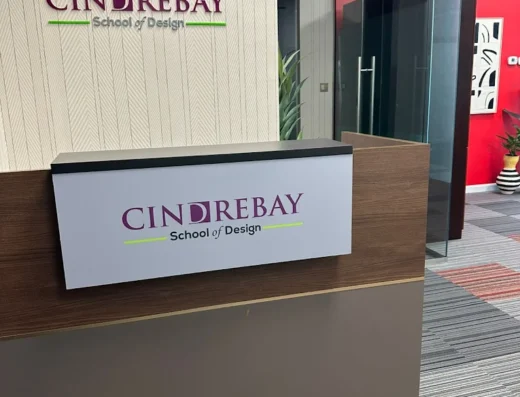 CINDREBAY
School of Design
CINDREBAY
School of Design